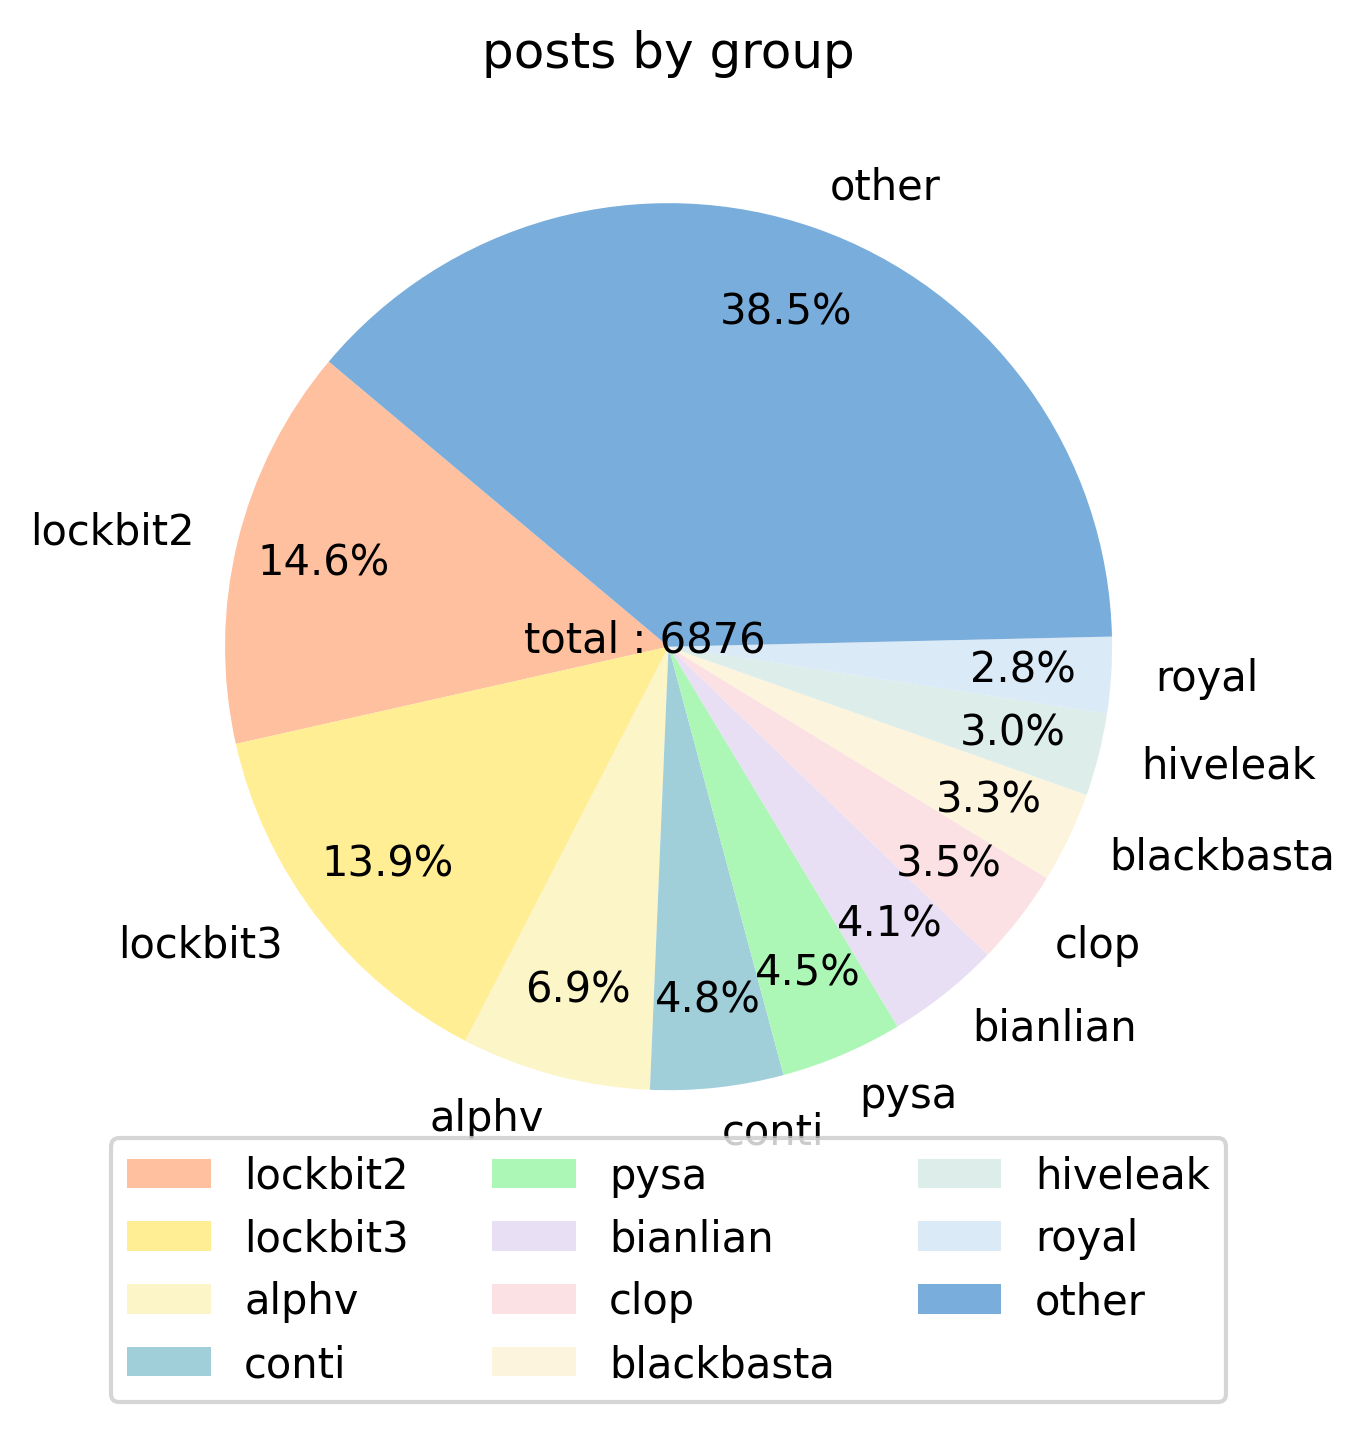 posts by group
other
38.5%
lockbit2
14.6%
total : 6876
2.8%
royal
3.0%
hiveleak
3.3%
blackbasta
3.5%
clop
4.1%
bianlian
4.5%
pysa
4.8%
conti
6.9%
alphv
13.9%
lockbit3
lockbit2
lockbit3
alphv
conti
pysa
bianlian
clop
blackbasta
hiveleak
royal
other